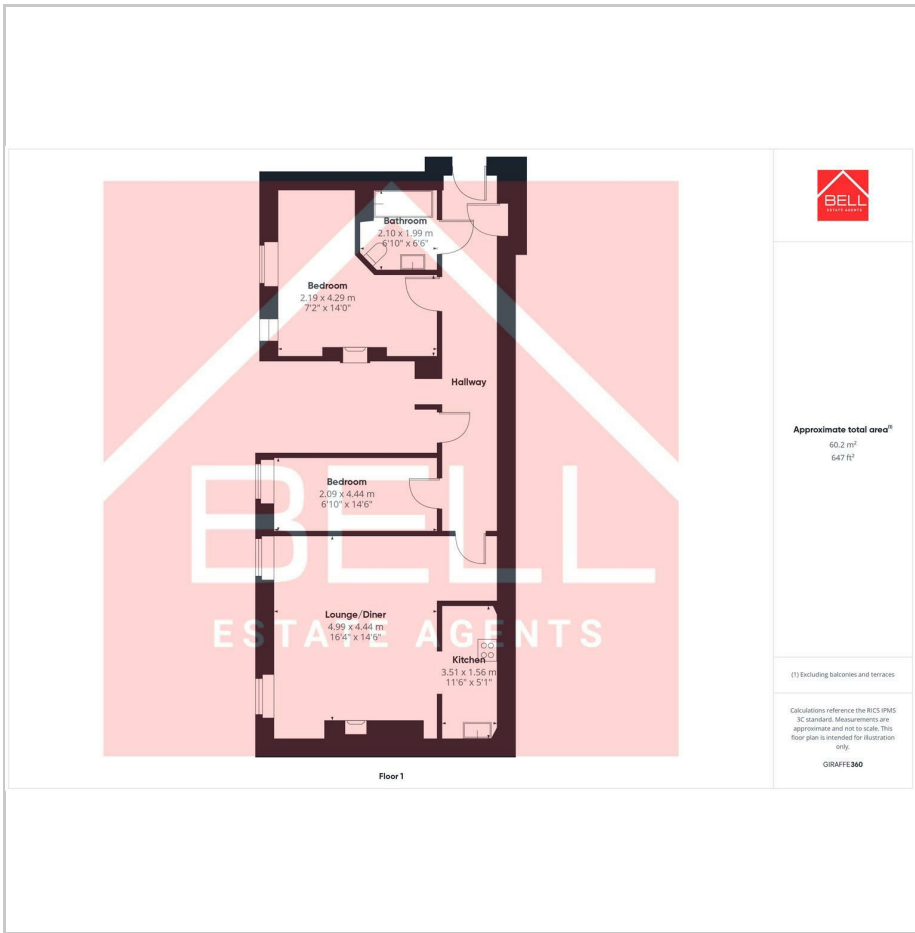 Bathroom
2.10 x 1.99 m
6'10" x 6'6"
Bedroom
2.19 x 4.29 m
7'2" x 14'0"
Hallway
Bedroom
2.09 x 4.44 m
6'10" x 14'6"
Lounge/Diner
4.99 x 4.44 m
16'4" x 14'6"
Kitchen
3.51 x 1.56 m
11'6" x 5'1"
BELL
ESTATE AGENTS
Floor 1
BELL
ESTATE AGENTS
Approximate total area(1)
60.2 m²
647 ft²
(1) Excluding balconies and terraces
Calculations reference the RICS IPMS
3C standard. Measurements are
approximate and not to scale. This
floor plan is intended for illustration
only.
GIRAFFE360